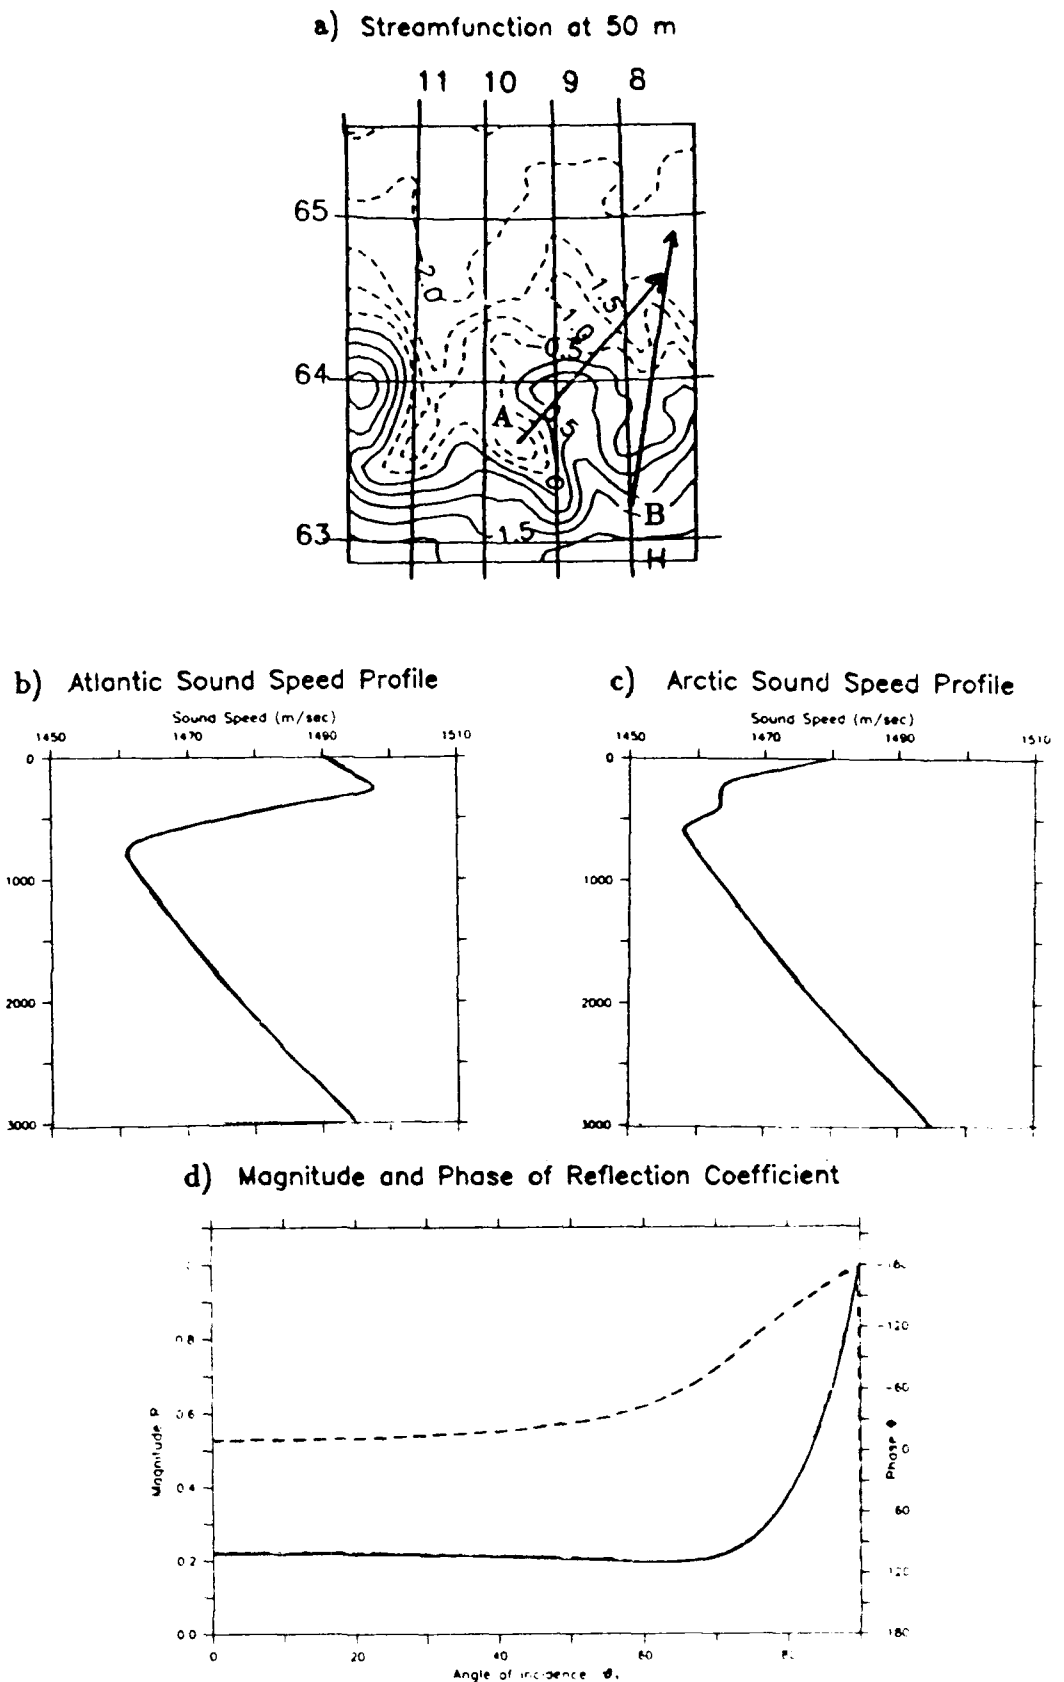 a) Streamfunction at 50 m
11 10 9 8
65
2.0
1.5
1.0
0.5
64
A
.5
0
B
63
-1.5
H
b) Atlantic Sound Speed Profile
Sound Speed (m/sec)
1450 1470 1490 1510
0
1000
2000
3000
c) Arctic Sound Speed Profile
Sound Speed (m/sec)
1450 1470 1490 1510
0
1000
2000
3000
d) Magnitude and Phase of Reflection Coefficient
Magnitude R
0.8
0.6
0.4
0.2
0.0
0 20 40 60
Angle of incidence
Phase Φ
-180
-120
-60
0
60
120
180